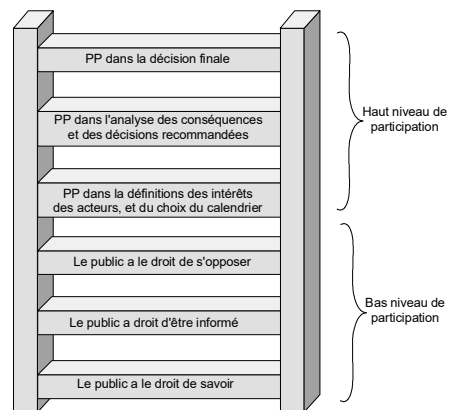 PP dans la décision finale
PP dans l'analyse des conséquences
et des décisions recommandées
Haut niveau de
participation
PP dans la définitions des intérêts
des acteurs, et du choix du calendrier
Le public a le droit de s'opposer
Le public a droit d'être informé
Bas niveau de
participation
Le public a le droit de savoir